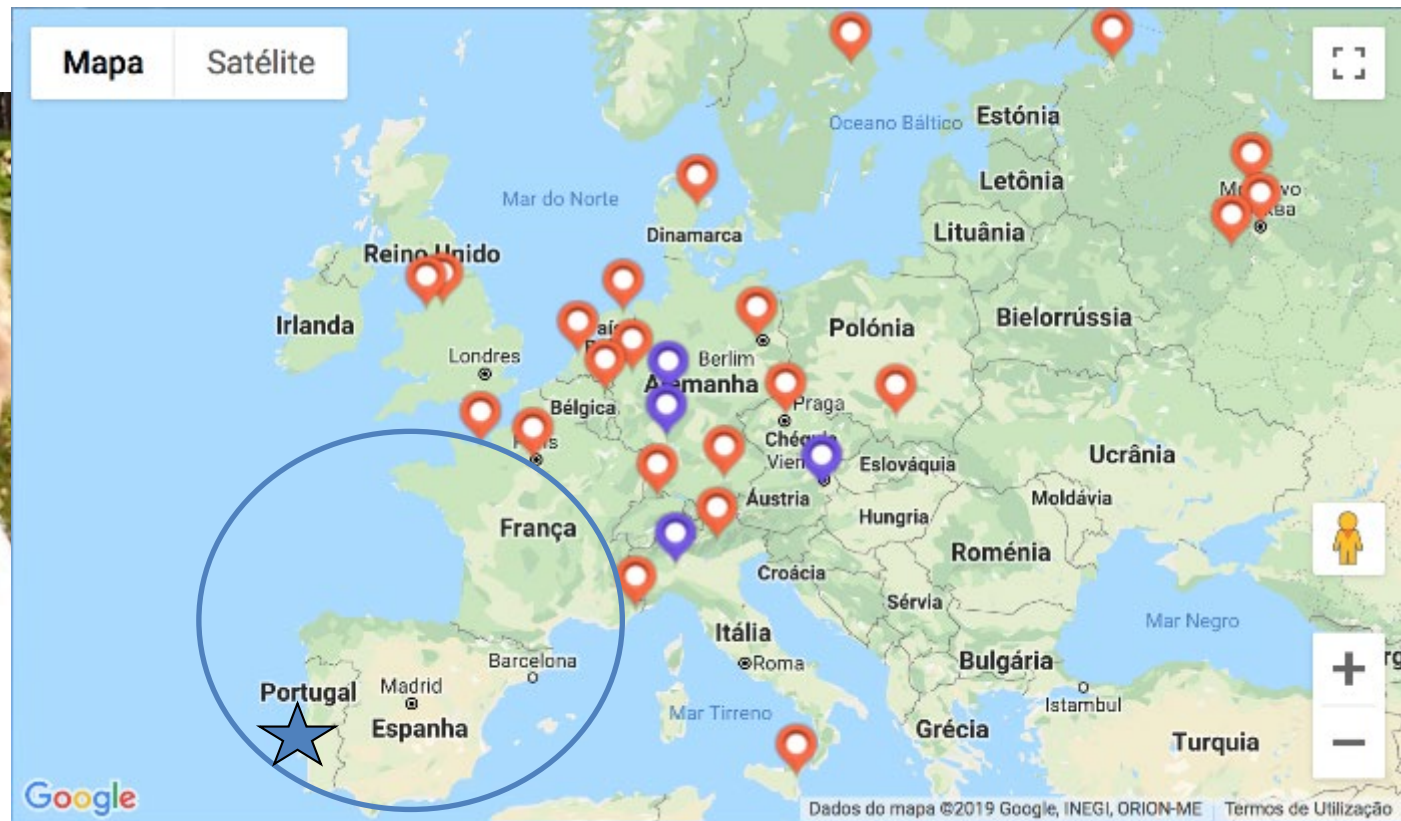 Mapa
Satélite
Oceano Báltico
Estónia
Letônia
Mar do Norte
Lituânia
Dinamarca
Reino Unido
Irlanda
Polónia
Bielorrússia
Londres
Berlim
Alemanha
Bélgica
Praga
Chéquia
Ucrânia
Eslováquia
Áustria
Moldávia
França
Hungria
Roménia
Croácia
Sérvia
Mar Negro
Itália
Roma
Barcelona
Bulgária
Portugal
Madrid
Istambul
Espanha
Mar Tirreno
Grécia
Turquia
Google
Dados do mapa ©2019 Google, INEGI, ORION-ME
Termos de Utilização